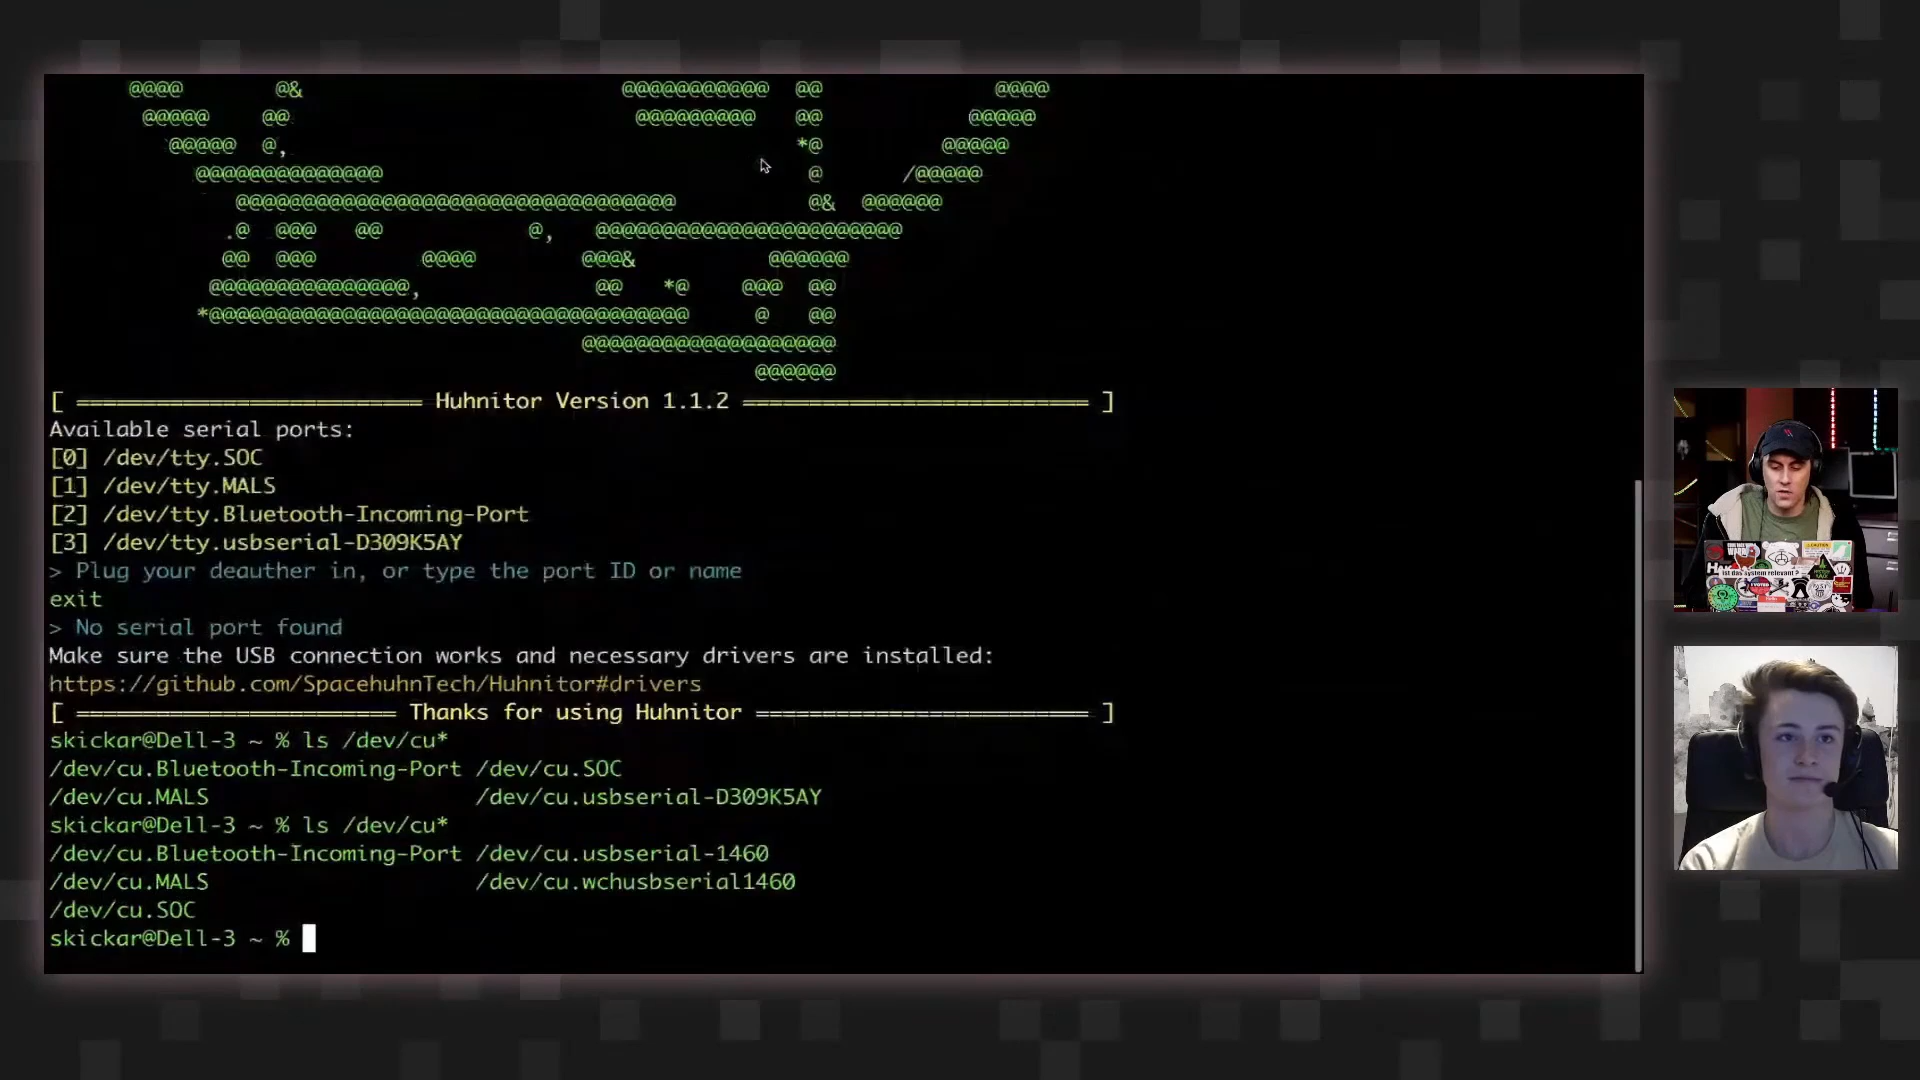 @@@@ @& @@@@@@@@@@@ @@ @@@@
@@@@@ @@ @@@@@@@@@ @@ @@@@@
@@@@@ @, *@ @@@@@
@@@@@@@@@@@@@@ @ /@@@@@
@@@@@@@@@@@@@@@@@@@@@@@@@@@@@@@@@ @& @@@@@@
.@ @@@ @@ @, @@@@@@@@@@@@@@@@@@@@@@@
@@ @@@ @@@@ @@@& @@@@@@
@@@@@@@@@@@@@@@, @@ *@ @@@ @@
*@@@@@@@@@@@@@@@@@@@@@@@@@@@@@@@@@@@@ @ @@
@@@@@@@@@@@@@@@@@@@
@@@@@@
[ ========================== Huhnitor Version 1.1.2 ========================== ]
Available serial ports:
[0] /dev/tty.SOC
[1] /dev/tty.MALS
[2] /dev/tty.Bluetooth-Incoming-Port
[3] /dev/tty.usbserial-D309K5AY
> Plug your deauther in, or type the port ID or name
exit
> No serial port found
Make sure the USB connection works and necessary drivers are installed:
https://github.com/SpacehuhnTech/Huhnitor#drivers
[ ======================== Thanks for using Huhnitor ========================= ]
skickar@Dell-3 ~ % ls /dev/cu*
/dev/cu.Bluetooth-Incoming-Port /dev/cu.SOC
/dev/cu.MALS /dev/cu.usbserial-D309K5AY
skickar@Dell-3 ~ % ls /dev/cu*
/dev/cu.Bluetooth-Incoming-Port /dev/cu.usbserial-1460
/dev/cu.MALS /dev/cu.wchusbserial1460
/dev/cu.SOC
skickar@Dell-3 ~ %
ist das system relevant ?